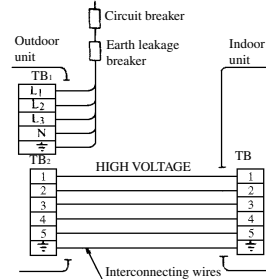 Circuit breaker
Outdoor
unit
Earth leakage
breaker
Indoor
unit
TB1
L1
L2
L3
N
TB2
HIGH VOLTAGE
TB
1 1
2 2
3 3
4 4
5 5
Interconnecting wires